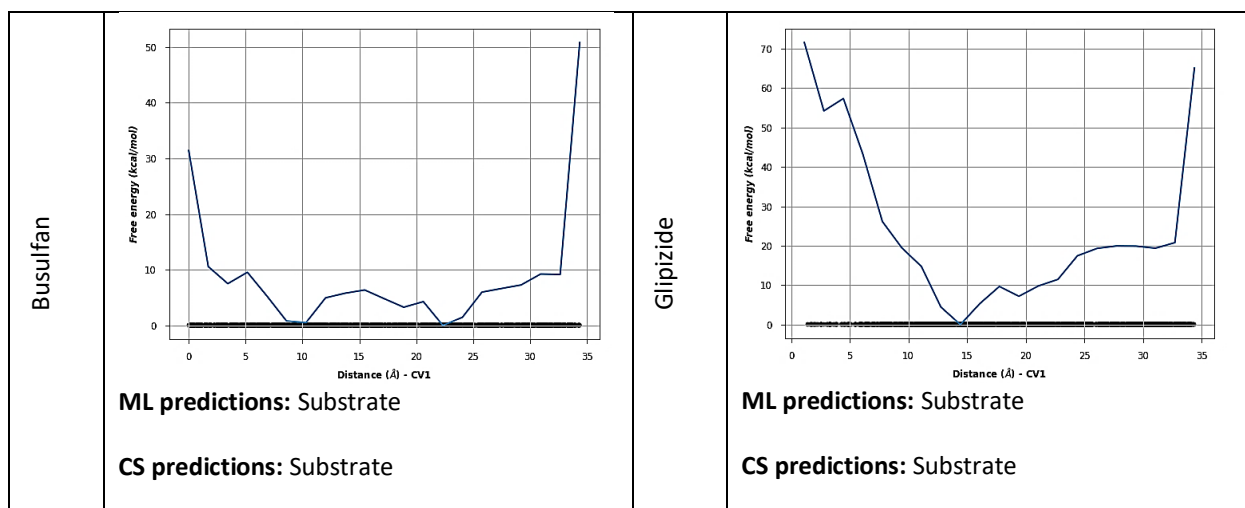 Busulfan
50
40
30
20
10
0
Free energy (kcal/mol)
0 5 10 15 20 25 30 35
Distance (Å) - CV1
ML predictions: Substrate
CS predictions: Substrate
Glipizide
70
60
50
40
30
20
10
0
Free energy (kcal/mol)
0 5 10 15 20 25 30 35
Distance (Å) - CV1
ML predictions: Substrate
CS predictions: Substrate